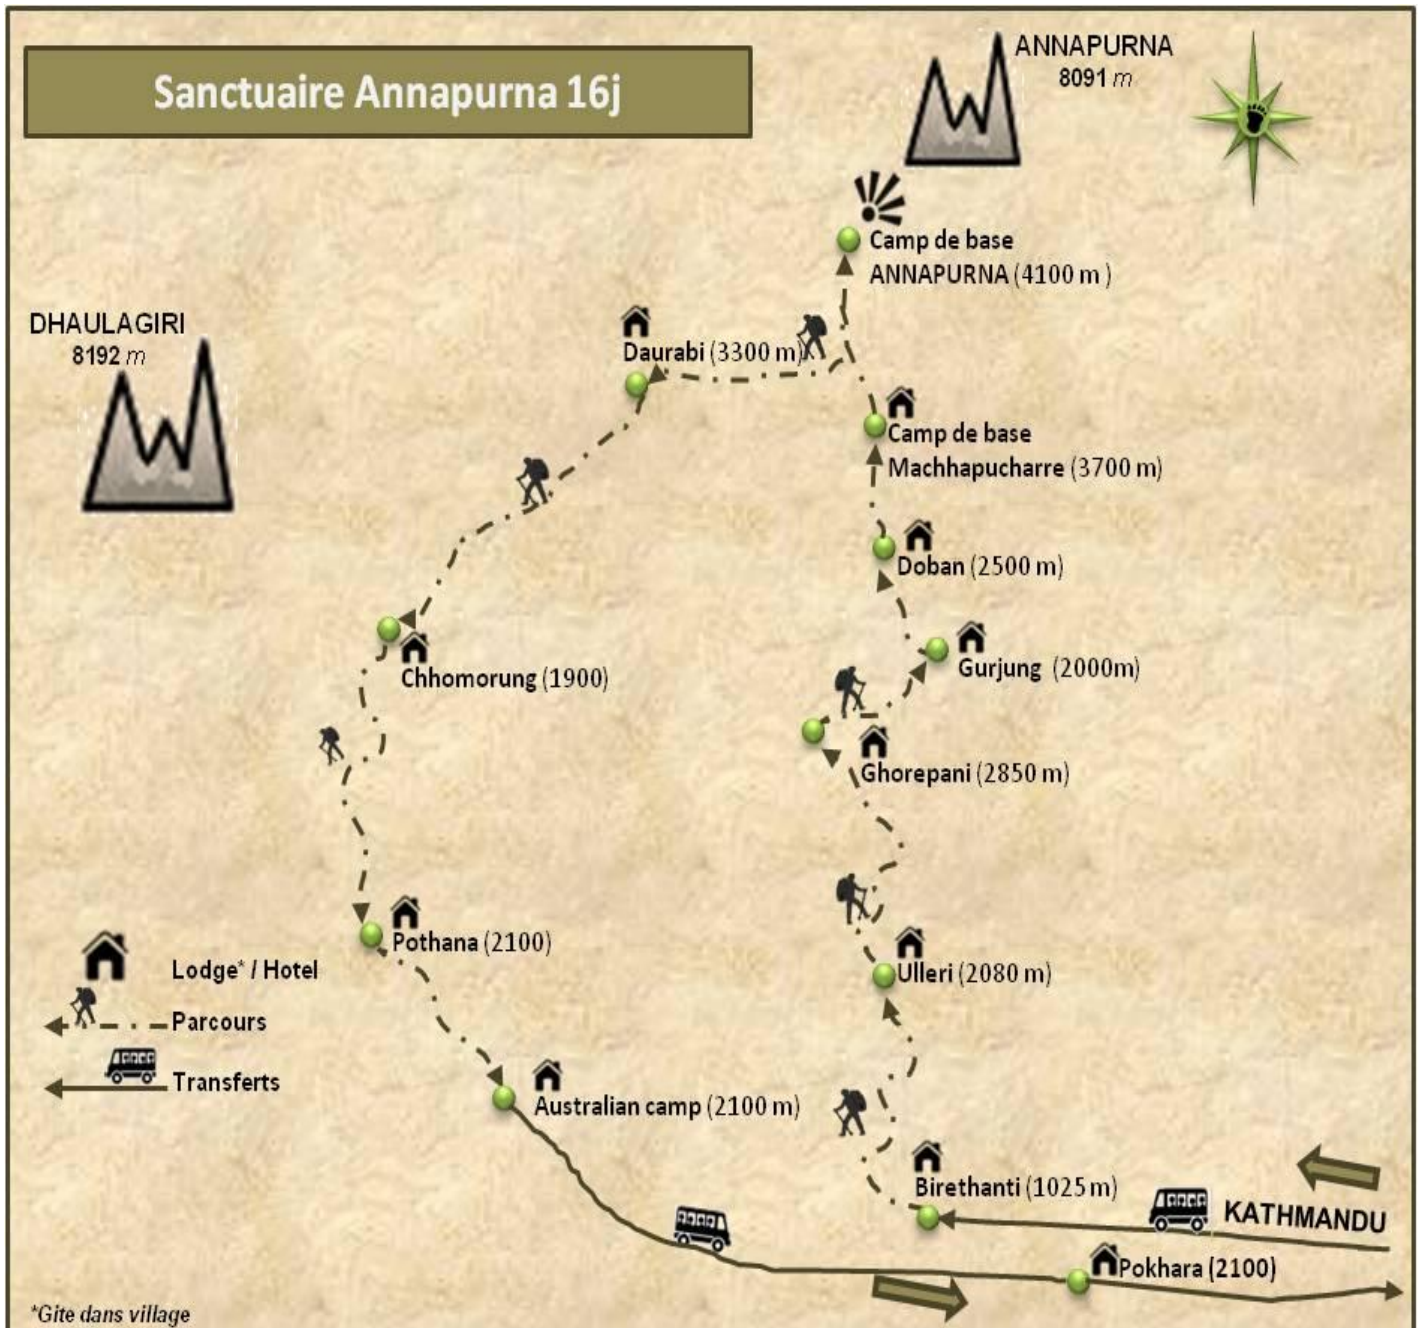 Sanctuaire Annapurna 16j
ANNAPURNA
8091 m
Camp de base
ANNAPURNA (4100 m )
DHAULAGIRI
8192 m
Daurabi (3300 m)
Camp de base
Machhapucharre (3700 m)
Doban (2500 m)
Gurjung (2000m)
Chhomorung (1900)
Ghorepani (2850 m)
Pothana (2100)
Ulleri (2080 m)
Lodge* / Hotel
Parcours
Transferts
Australian camp (2100 m)
Birethanti (1025 m)
KATHMANDU
Pokhara (2100)
*Gite dans village